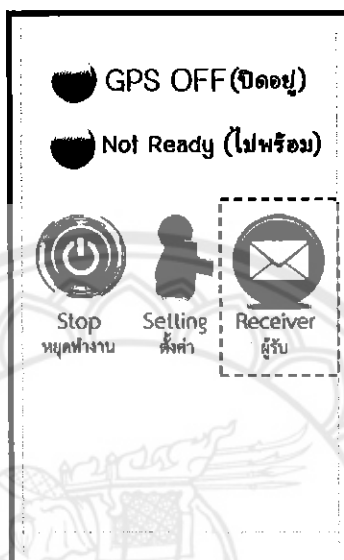 GPS OFF (ปิดอยู่)
Not Ready (ไม่พร้อม)
Stop Setting Receiver
หยุดทำงาน ตั้งค่า ผู้รับ